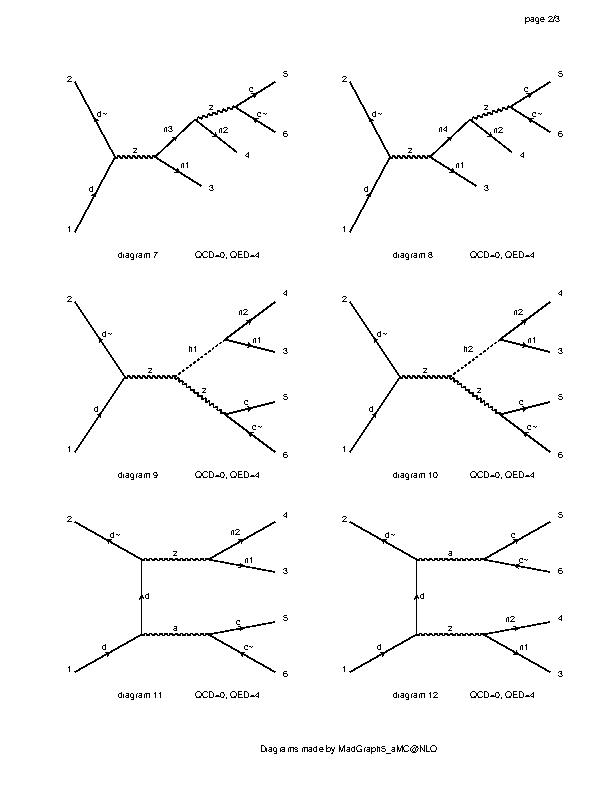 page 2/3
2
d~
d
1
z
n3
n1
3
z
n2
4
c
5
c~
6
diagram 7 QCD=0, QED=4
2
d~
d
1
z
n4
n1
3
z
n2
4
c
5
c~
6
diagram 8 QCD=0, QED=4
2
d~
d
1
z
h1
n2
4
n1
3
z
c
5
c~
6
diagram 9 QCD=0, QED=4
2
d~
d
1
z
h2
n2
4
n1
3
z
c
5
c~
6
diagram 10 QCD=0, QED=4
2
d~
z
n2
4
n1
3
d
d
1
a
c
5
c~
6
diagram 11 QCD=0, QED=4
2
d~
a
c
5
c~
6
d
d
1
z
n2
4
n1
3
diagram 12 QCD=0, QED=4
Diagrams made by MadGraph5_aMC@NLO